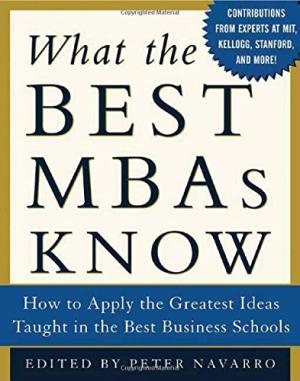 CONTRIBUTIONS
FROM EXPERTS AT MIT,
KELLOGG, STANFORD,
AND MORE!
What the
BEST
MBAs
KNOW
How to Apply the Greatest Ideas
Taught in the Best Business Schools
EDITED BY PETER NAVARRO